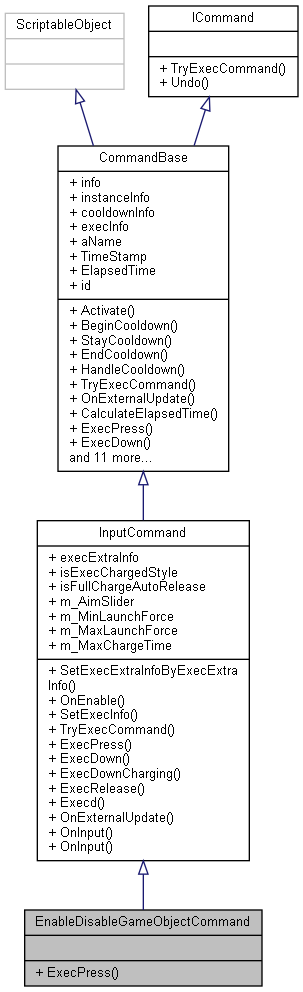 ScriptableObject
ICommand
+ TryExecCommand()
+ Undo()
CommandBase
+ info
+ instanceInfo
+ cooldownInfo
+ execInfo
+ aName
+ TimeStamp
+ ElapsedTime
+ id
+ Activate()
+ BeginCooldown()
+ StayCooldown()
+ EndCooldown()
+ HandleCooldown()
+ TryExecCommand()
+ OnExternalUpdate()
+ CalculateElapsedTime()
+ ExecPress()
+ ExecDown()
and 11 more...
InputCommand
+ execExtraInfo
+ isExecChargedStyle
+ isFullChargeAutoRelease
+ m_AimSlider
+ m_MinLaunchForce
+ m_MaxLaunchForce
+ m_MaxChargeTime
+ SetExecExtraInfoByExecExtra
Info()
+ OnEnable()
+ SetExecInfo()
+ TryExecCommand()
+ ExecPress()
+ ExecDown()
+ ExecDownCharging()
+ ExecRelease()
+ Execd()
+ OnExternalUpdate()
+ OnInput()
+ OnInput()
EnableDisableGameObjectCommand
+ ExecPress()